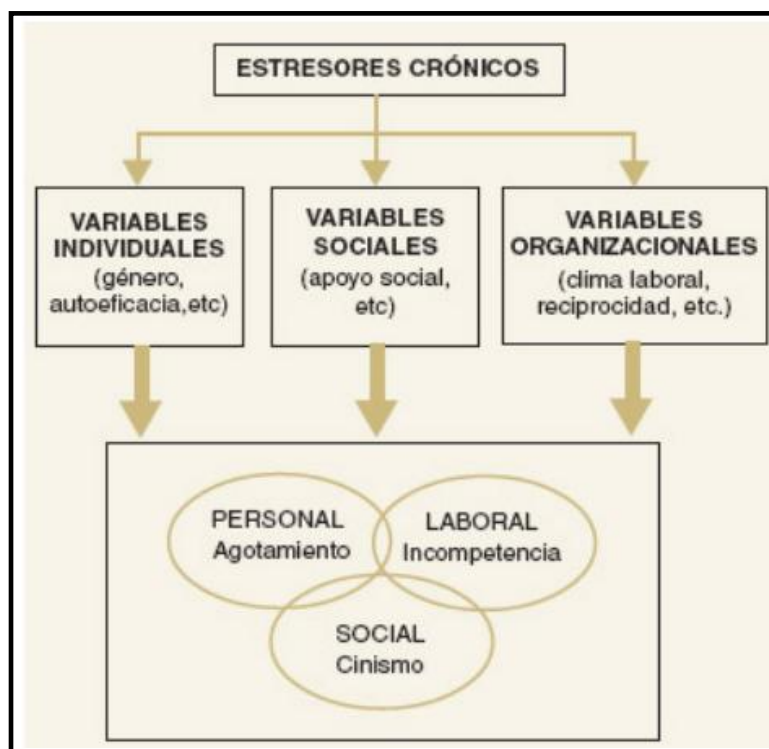 ESTRESORES CRÓNICOS
VARIABLES
INDIVIDUALES
(género,
autoeficacia,etc)
VARIABLES
SOCIALES
(apoyo social,
etc)
VARIABLES
ORGANIZACIONALES
(clima laboral,
reciprocidad, etc.)
PERSONAL
Agotamiento
LABORAL
Incompetencia
SOCIAL
Cinismo